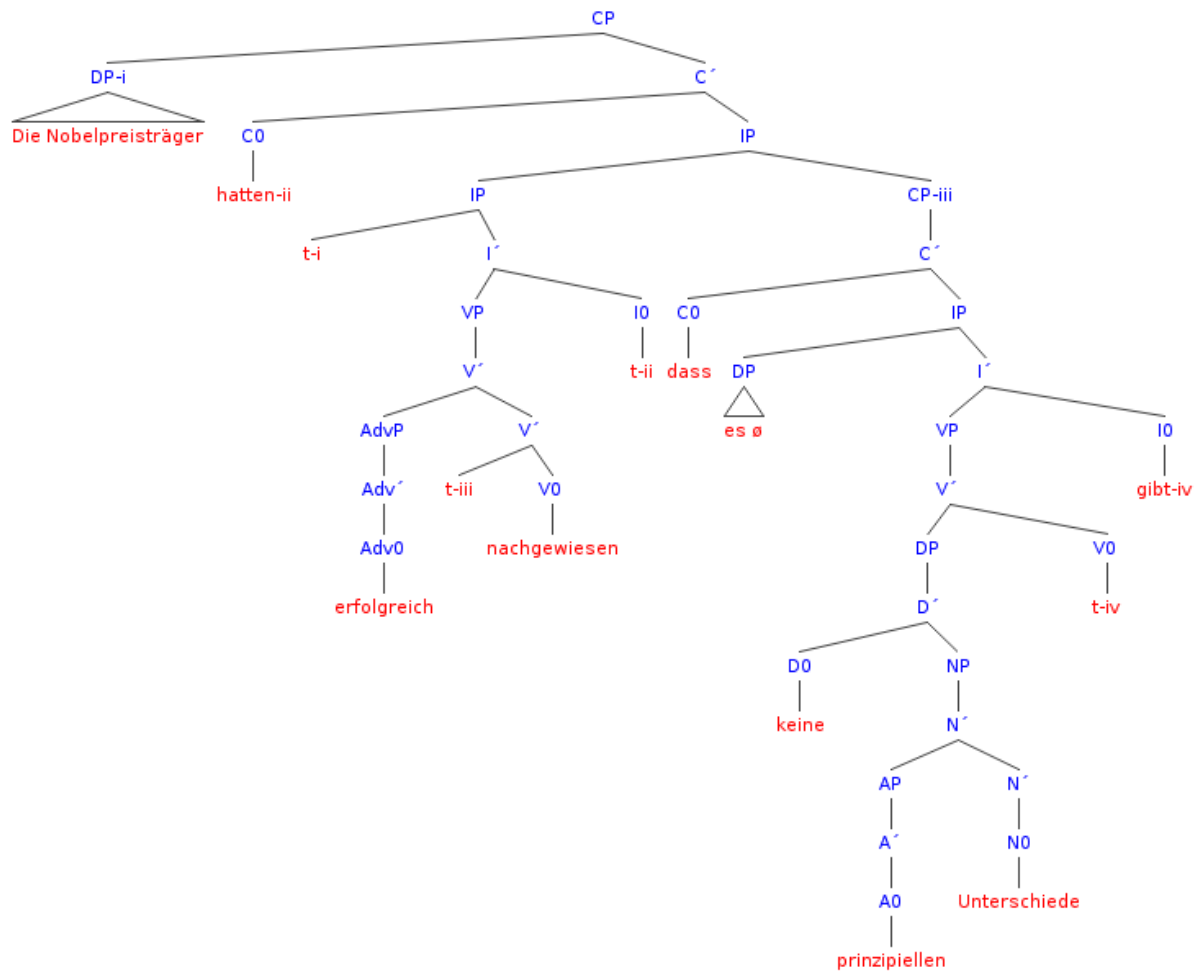 CP
DP-i C´
Die Nobelpreisträger C0 IP
hatten-ii IP CP-iii
t-i I´ C´
VP I0 C0 IP
V´ t-ii dass DP I´
AdvP V´ es ø VP I0
Adv´ t-iii V0 V´ gibt-iv
Adv0 nachgewiesen DP V0
erfolgreich D´ t-iv
D0 NP
keine N´
AP N´
A´ N0
A0 Unterschiede
prinzipiellen